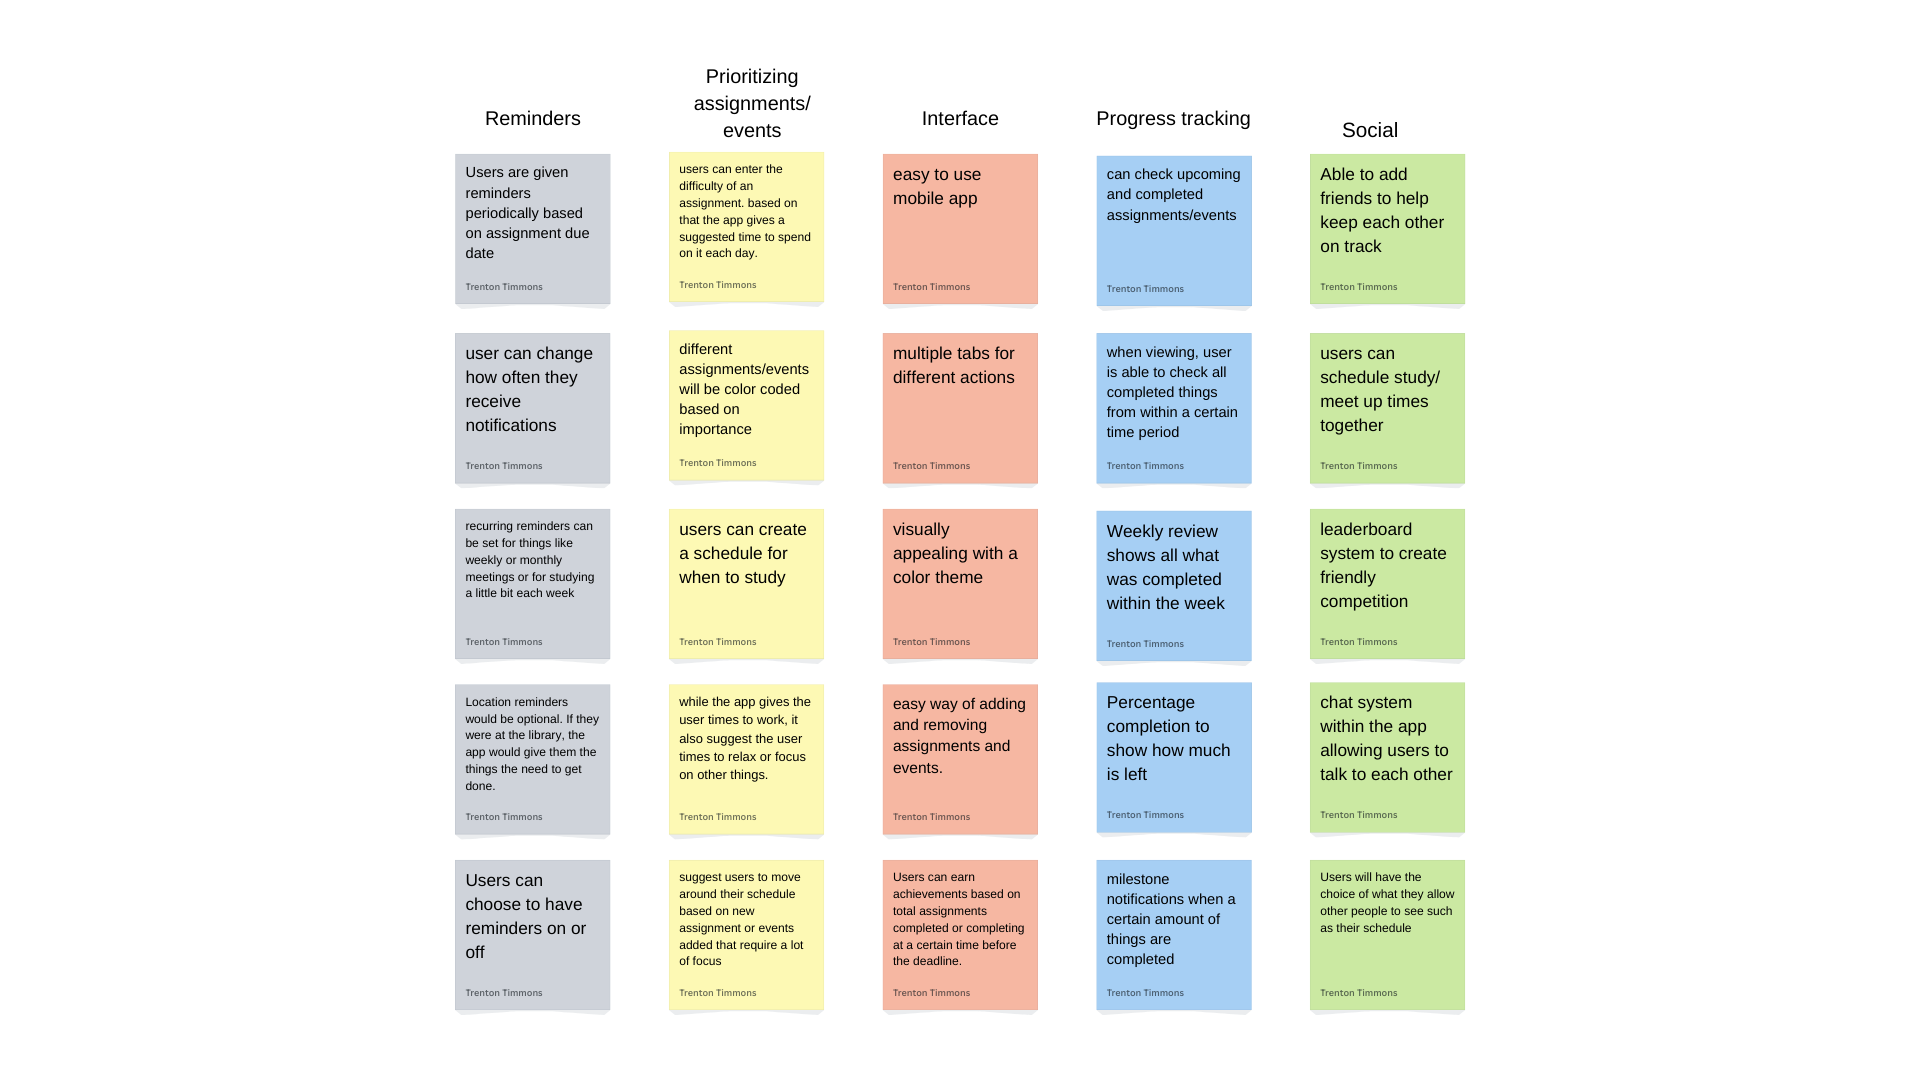 Reminders
Users are given
reminders
periodically based
on assignment due
date
Trenton Timmons
user can change
how often they
receive
notifications
Trenton Timmons
recurring reminders can
be set for things like
weekly or monthly
meetings or for studying
a little bit each week
Trenton Timmons
Location reminders
would be optional. If they
were at the library, the
app would give them the
things the need to get
done.
Trenton Timmons
Users can
choose to have
reminders on or
off
Trenton Timmons
Prioritizing
assignments/
events
users can enter the
difficulty of an
assignment. based on
that the app gives a
suggested time to spend
on it each day.
Trenton Timmons
different
assignments/events
will be color coded
based on
importance
Trenton Timmons
users can create
a schedule for
when to study
Trenton Timmons
while the app gives the
user times to work, it
also suggest the user
times to relax or focus
on other things.
Trenton Timmons
suggest users to move
around their schedule
based on new
assignment or events
added that require a lot
of focus
Trenton Timmons
Interface
easy to use
mobile app
Trenton Timmons
multiple tabs for
different actions
Trenton Timmons
visually
appealing with a
color theme
Trenton Timmons
easy way of adding
and removing
assignments and
events.
Trenton Timmons
Users can earn
achievements based on
total assignments
completed or completing
at a certain time before
the deadline.
Trenton Timmons
Progress tracking
can check upcoming
and completed
assignments/events
Trenton Timmons
when viewing, user
is able to check all
completed things
from within a certain
time period
Trenton Timmons
Weekly review
shows all what
was completed
within the week
Trenton Timmons
Percentage
completion to
show how much
is left
Trenton Timmons
milestone
notifications when a
certain amount of
things are
completed
Trenton Timmons
Social
Able to add
friends to help
keep each other
on track
Trenton Timmons
users can
schedule study/
meet up times
together
Trenton Timmons
leaderboard
system to create
friendly
competition
Trenton Timmons
chat system
within the app
allowing users to
talk to each other
Trenton Timmons
Users will have the
choice of what they allow
other people to see such
as their schedule
Trenton Timmons